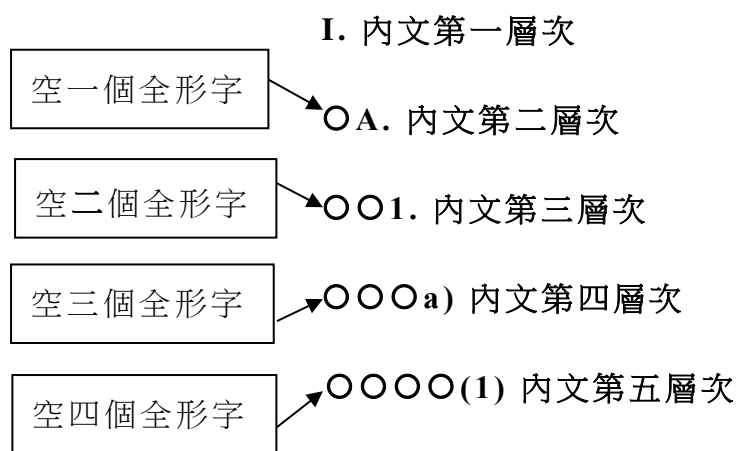 I. 內文第一層次
空一個全形字
○A. 內文第二層次
空二個全形字
○○1. 內文第三層次
空三個全形字
○○○a) 內文第四層次
空四個全形字
○○○○(1) 內文第五層次